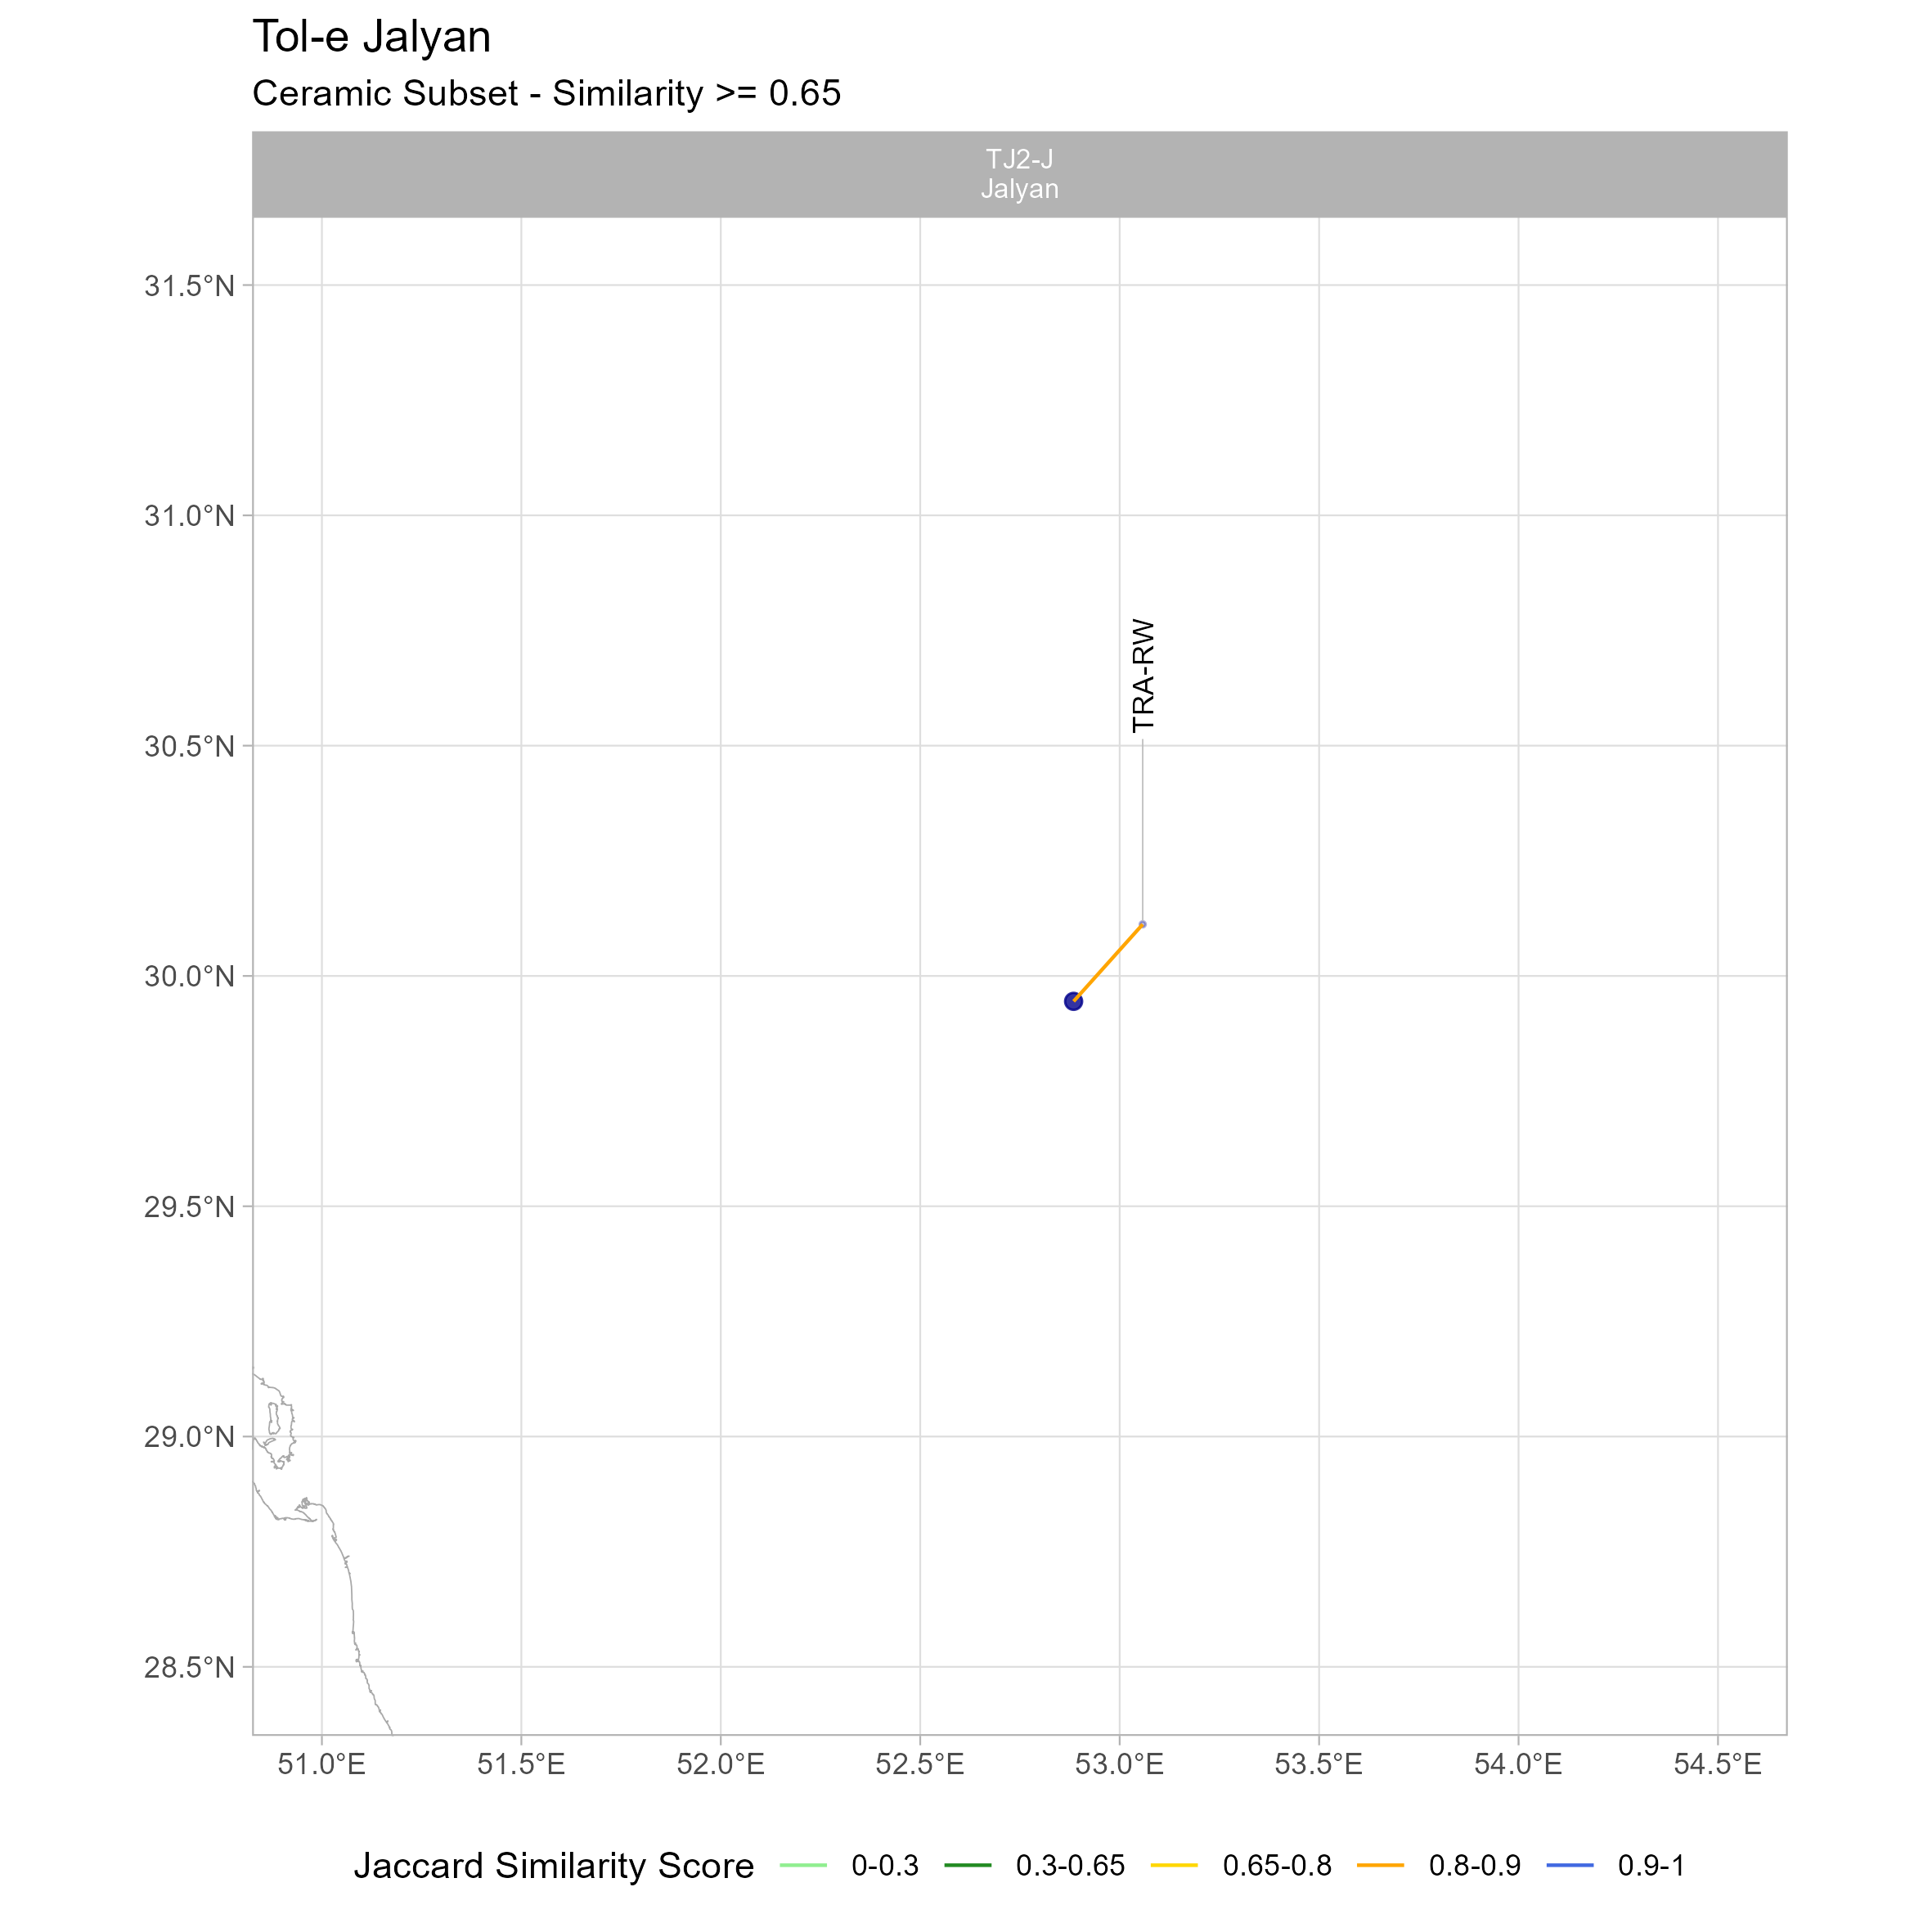 Tol-e Jalyan
Ceramic Subset - Similarity >= 0.65
TJ2-J
Jalyan
31.5°N
31.0°N
TRA-RW
30.5°N
30.0°N
29.5°N
29.0°N
28.5°N
51.0°E 51.5°E 52.0°E 52.5°E 53.0°E 53.5°E 54.0°E 54.5°E
Jaccard Similarity Score 0-0.3 0.3-0.65 0.65-0.8 0.8-0.9 0.9-1